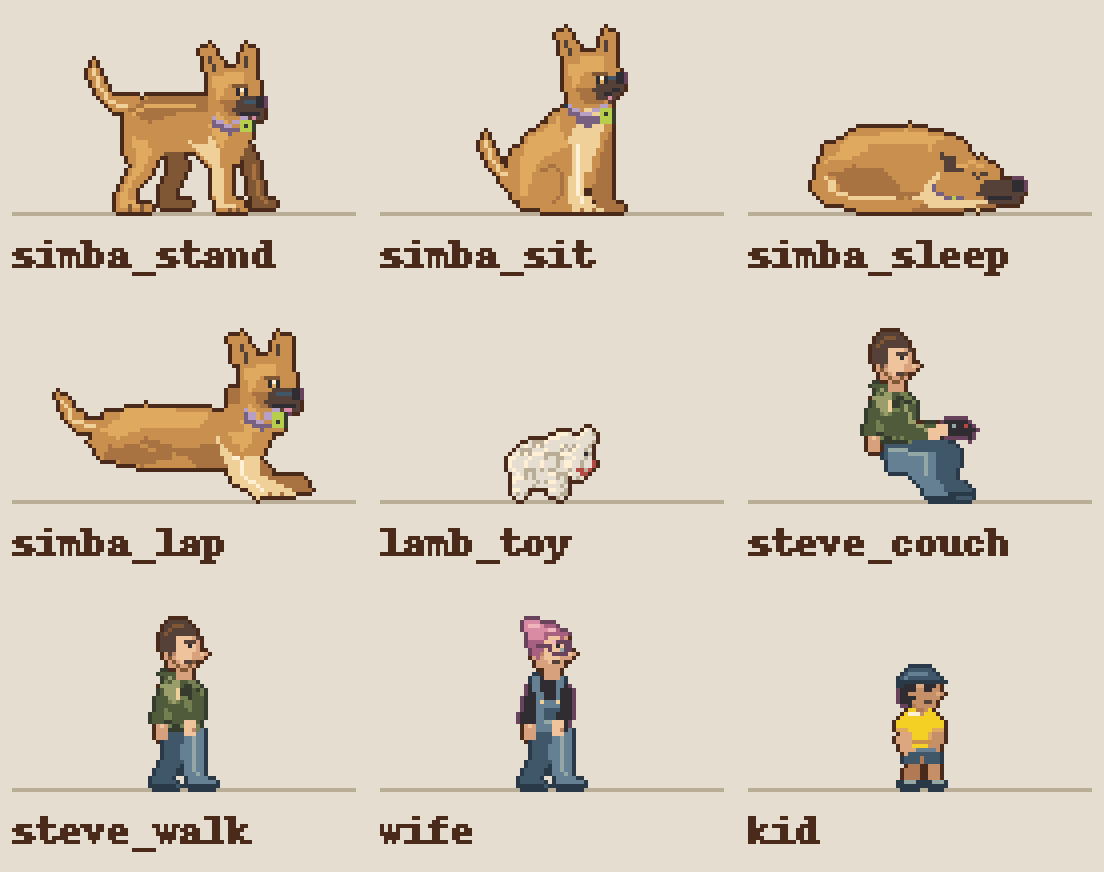 simba_stand
simba_sit
simba_sleep
simba_lap
lamb_toy
steve_couch
steve_walk
wife
kid